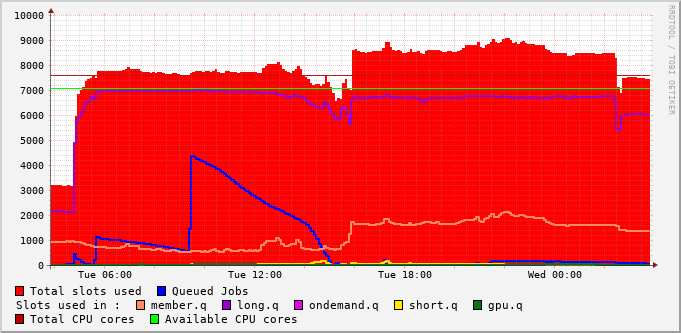 10000
9000
8000
7000
6000
5000
4000
3000
2000
1000
0
Tue 06:00 Tue 12:00 Tue 18:00 Wed 00:00
RRDTOOL / TOBI OETIKER
Total slots used Queued Jobs
Slots used in : member.q long.q ondemand.q short.q gpu.q
Total CPU cores Available CPU cores